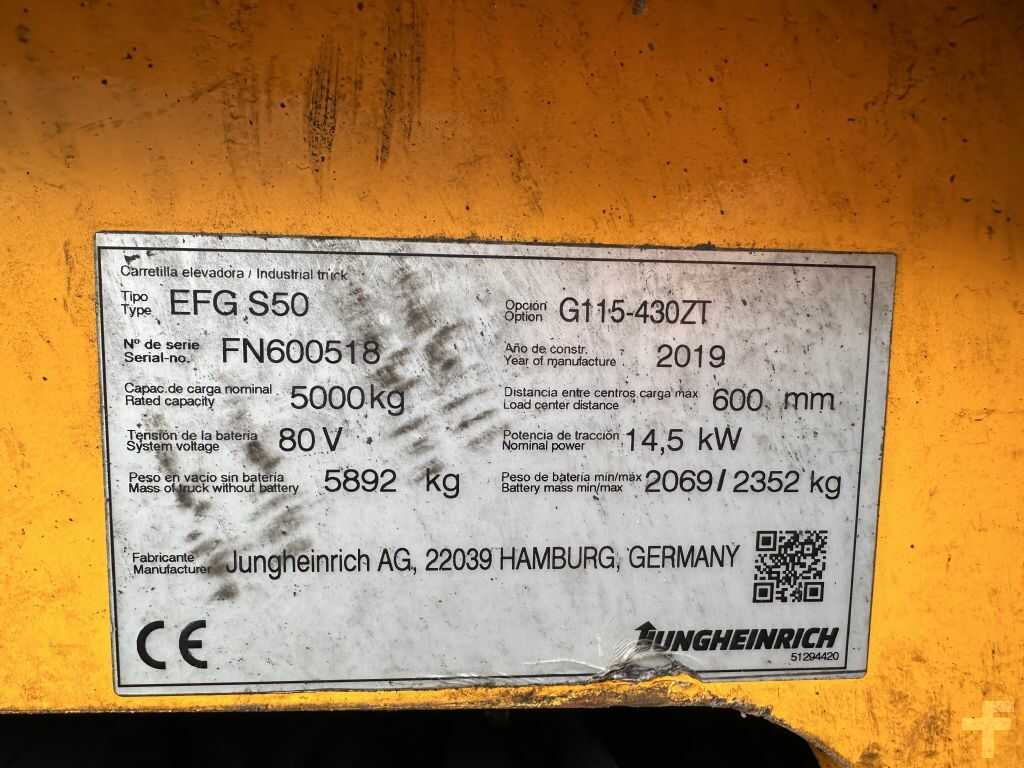 Carretilla elevadora / Industrial truck
Tipo
Type EFG S50
Opción
Option G115-430ZT
Nº de serie
Serial-no. FN600518
Año de constr.
Year of manufacture 2019
Capac.de carga nominal
Rated capacity 5000 kg
Distancia entre centros carga max
Load center distance 600 mm
Tensión de la bateria
System voltage 80 V
Potencia de tracción
Nominal power 14,5 kW
Peso en vacio sin bateria
Mass of truck without battery 5892 kg
Peso de bateria min/max
Battery mass min/max 2069 / 2352 kg
Fabricante
Manufacturer Jungheinrich AG, 22039 HAMBURG, GERMANY
CE
JUNGHEINRICH
51294420